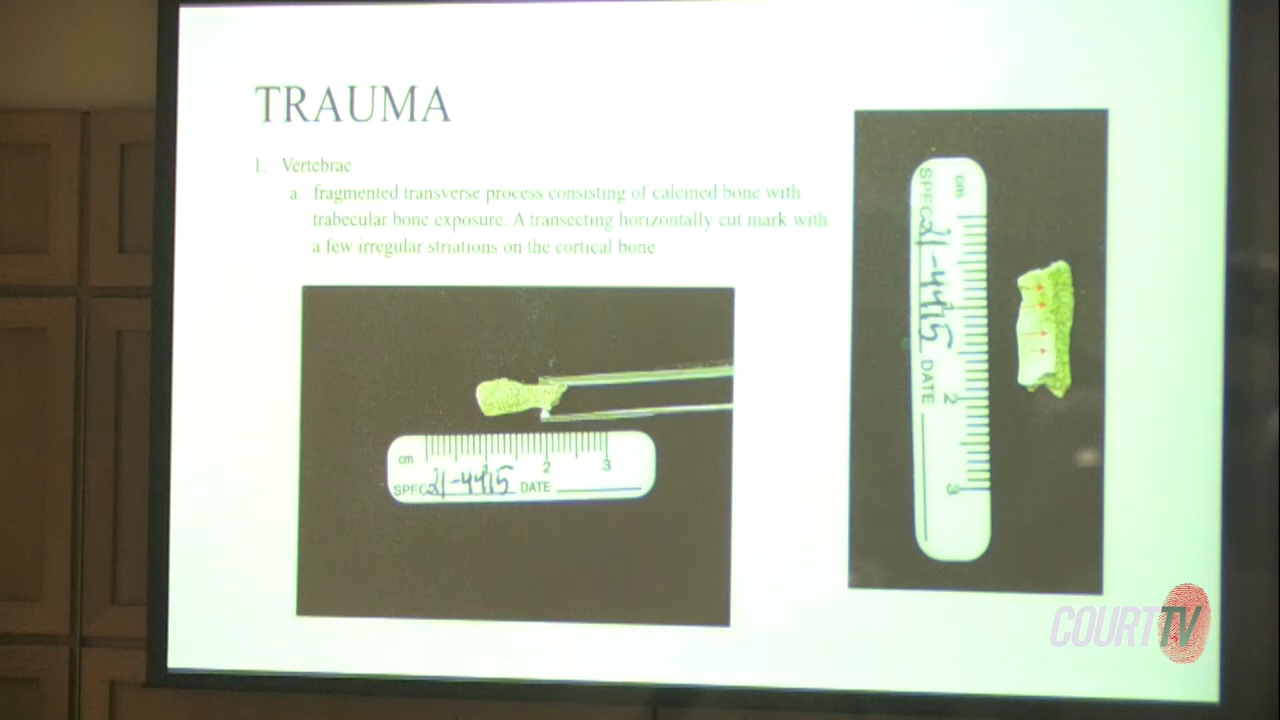 TRAUMA
1. Vertebrae
a. fragmented transverse process consisting of calcined bone with
trabecular bone exposure. A transecting horizontally cut mark with
a few irregular striations on the cortical bone.
cm
1 2 3
SPEC 21-4415 DATE
cm
2 3
SPEC 21-4415 DATE
COURT TV